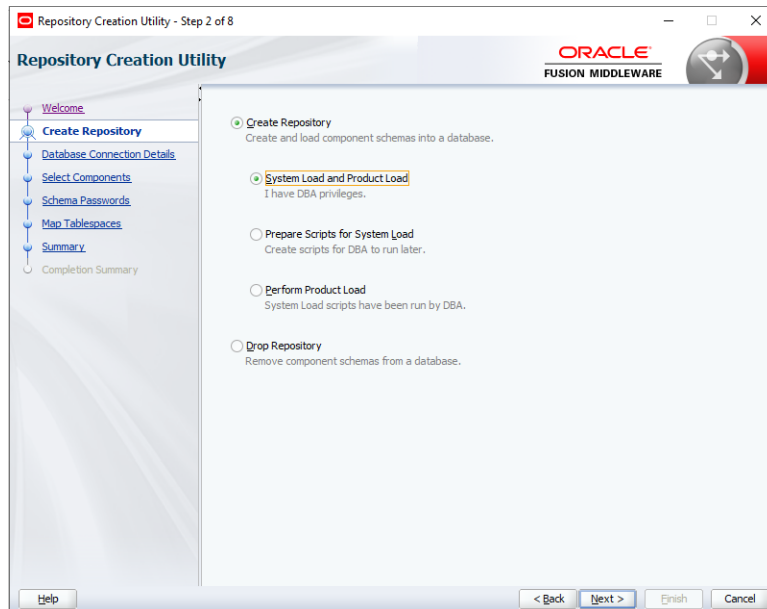 Repository Creation Utility - Step 2 of 8
Repository Creation Utility
ORACLE
FUSION MIDDLEWARE
Welcome
Create Repository
Database Connection Details
Select Components
Schema Passwords
Map Tablespaces
Summary
Completion Summary
Create Repository
Create and load component schemas into a database.
System Load and Product Load
I have DBA privileges.
Prepare Scripts for System Load
Create scripts for DBA to run later.
Perform Product Load
System Load scripts have been run by DBA.
Drop Repository
Remove component schemas from a database.
Help
< Back
Next >
Finish
Cancel